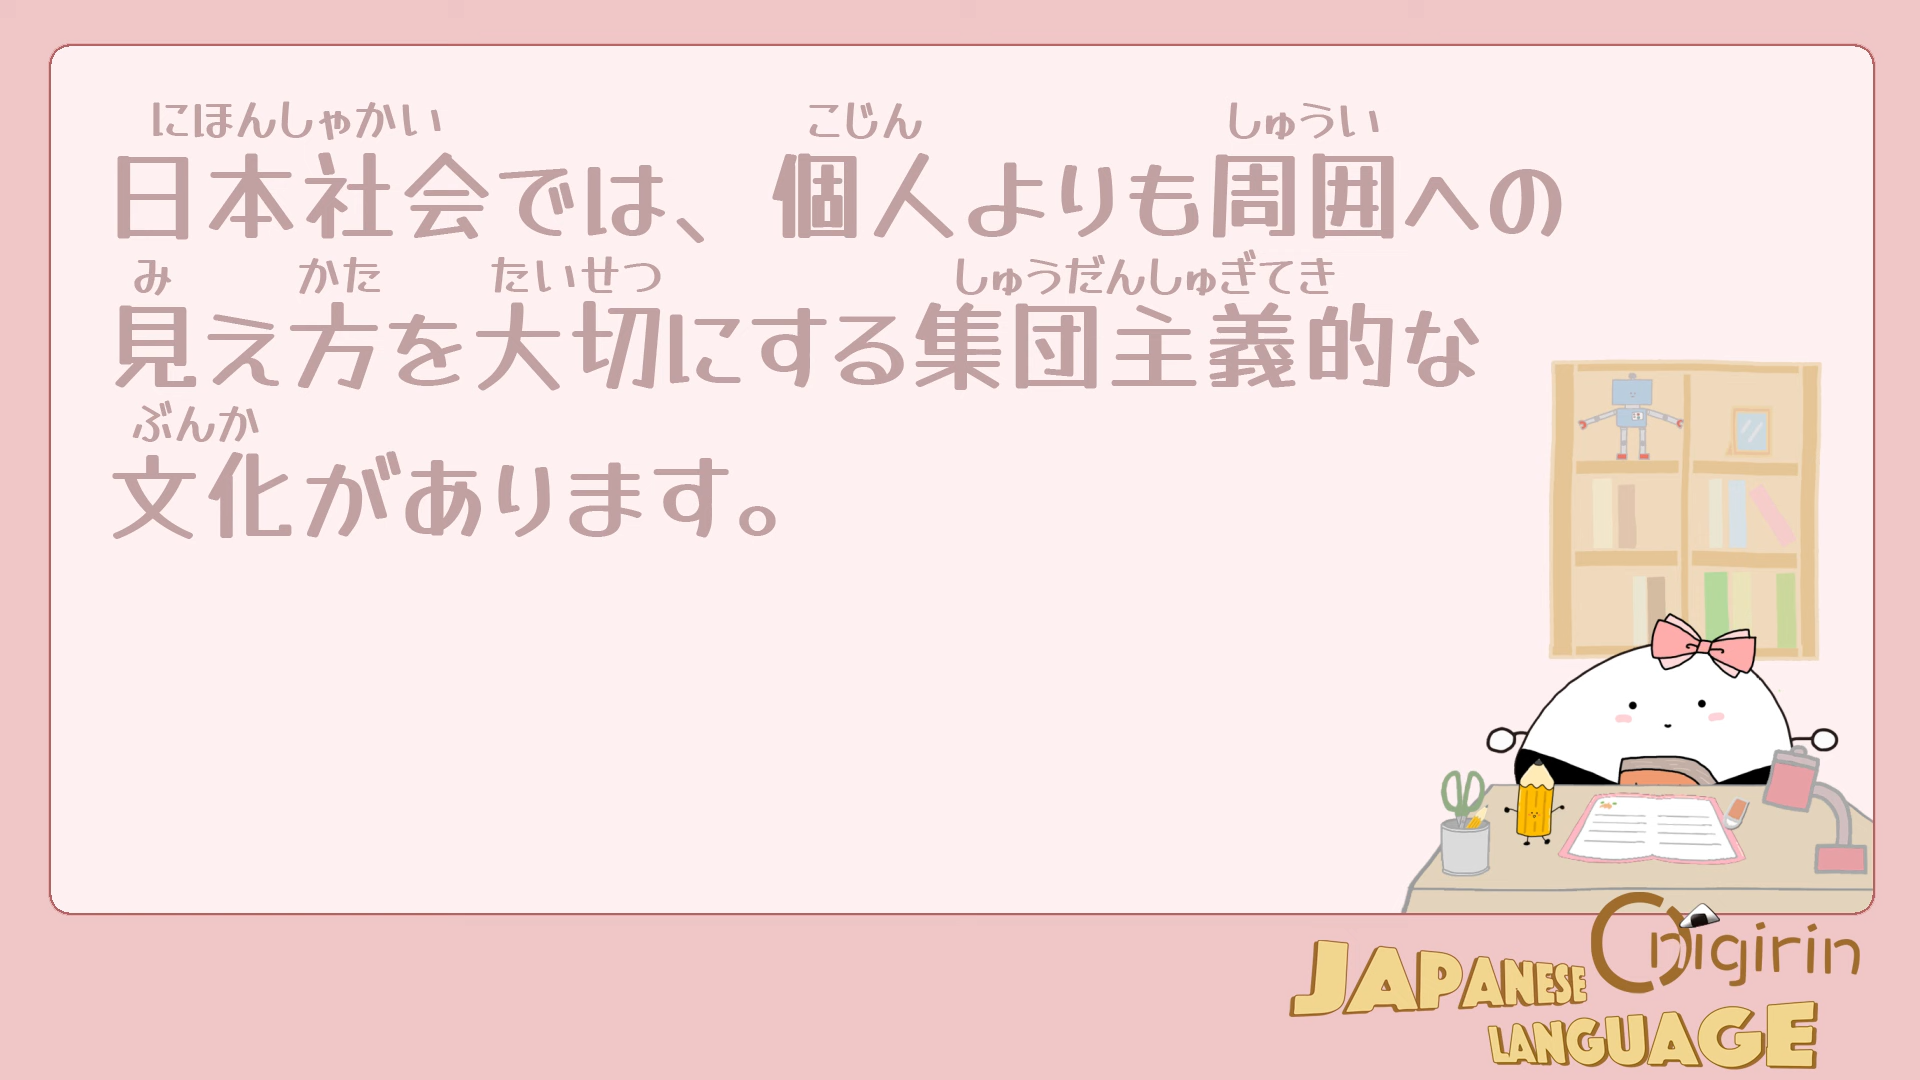 にほんしゃかい こじん しゅうい
日本社会では、個人よりも周囲への
み かた たいせつ しゅうだんしゅぎてき
見え方を大切にする集団主義的な
ぶんか
文化があります。
Onigirin
JAPANESE
LANGUAGE